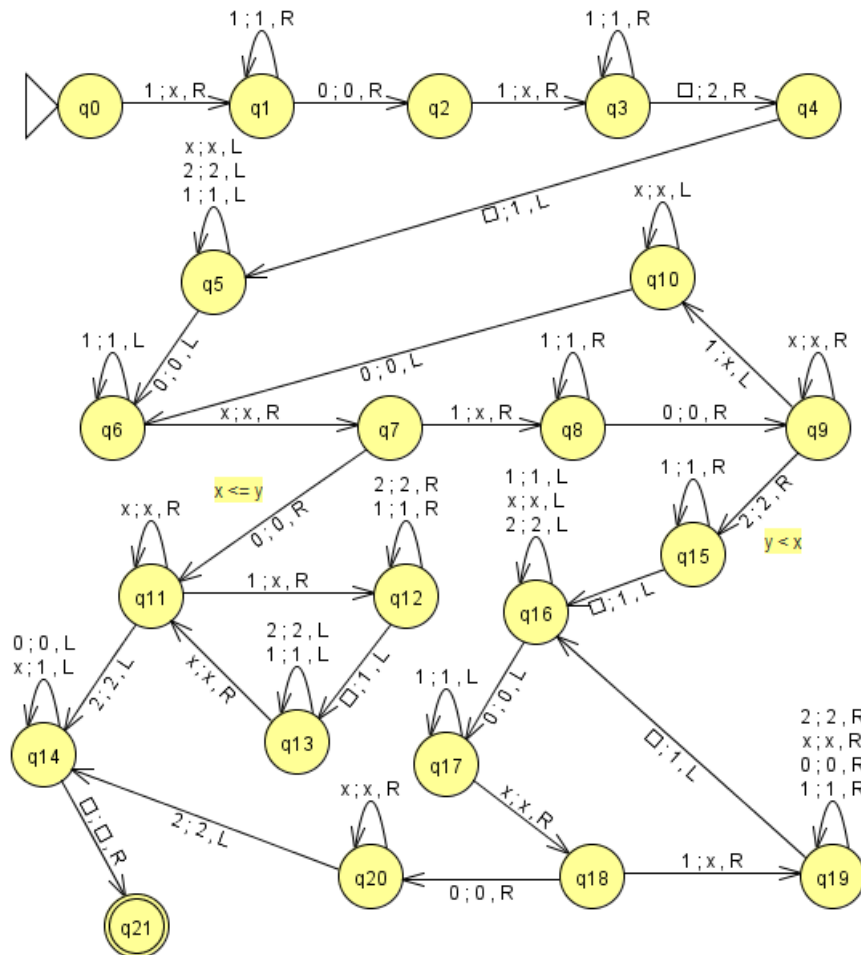 1 ; 1 , R
1 ; 1 , R
q0
1 ; x , R
q1
0 ; 0 , R
q2
1 ; x , R
q3
□ ; 2 , R
q4
x ; x , L
2 ; 2 , L
1 ; 1 , L
□ ; 1 , L
x ; x , L
q5
q10
1 ; 1 , L
0 ; 0 , L
0 ; 0 , L
1 ; 1 , R
1 ; x , L
x ; x , R
q6
x ; x , R
q7
1 ; x , R
q8
0 ; 0 , R
q9
x <= y
0 ; 0 , R
2 ; 2 , R
1 ; 1 , R
1 ; 1 , L
x ; x , L
2 ; 2 , L
1 ; 1 , R
2 ; 2 , R
y < x
x ; x , R
q15
q11
1 ; x , R
q12
q16
□ ; 1 , L
0 ; 0 , L
x ; 1 , L
2 ; 2 , L
x ; x , R
2 ; 2 , L
1 ; 1 , L
□ ; 1 , L
1 ; 1 , L
0 ; 0 , L
□ ; 1 , L
2 ; 2 , R
x ; x , R
0 ; 0 , R
1 ; 1 , R
q14
q13
q17
x ; x , R
□ ; □ , R
2 ; 2 , L
x ; x , R
q20
0 ; 0 , R
q18
1 ; x , R
q19
q21